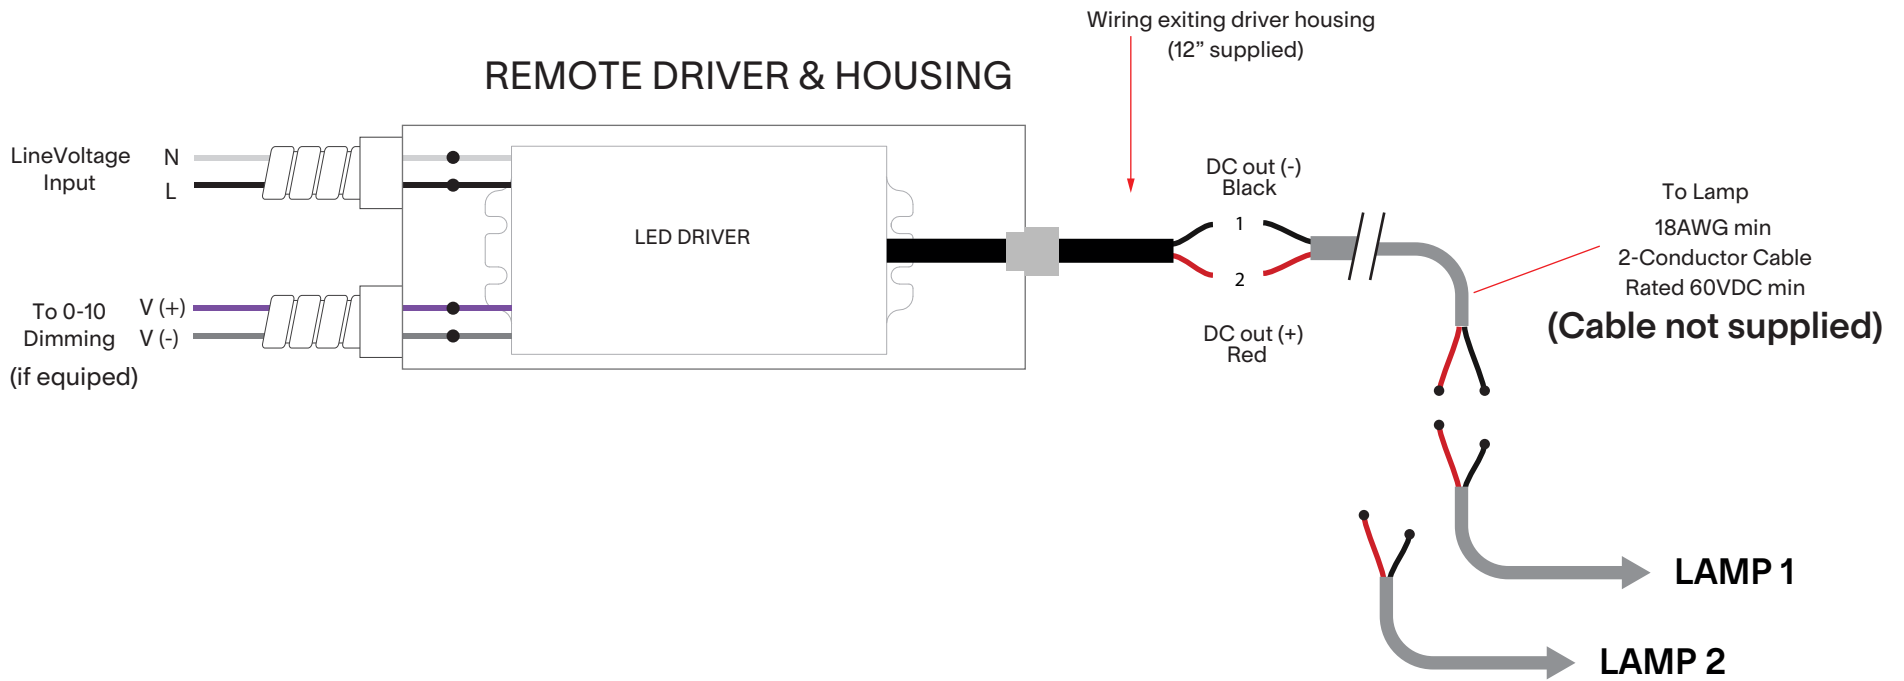 Wiring exiting driver housing
(12” supplied)
REMOTE DRIVER & HOUSING
LineVoltage
Input
N
L
LED DRIVER
To 0-10
Dimming
(if equiped)
V (+)
V (-)
DC out (-)
Black
1
2
DC out (+)
Red
To Lamp
18AWG min
2-Conductor Cable
Rated 60VDC min
(Cable not supplied)
LAMP 1
LAMP 2